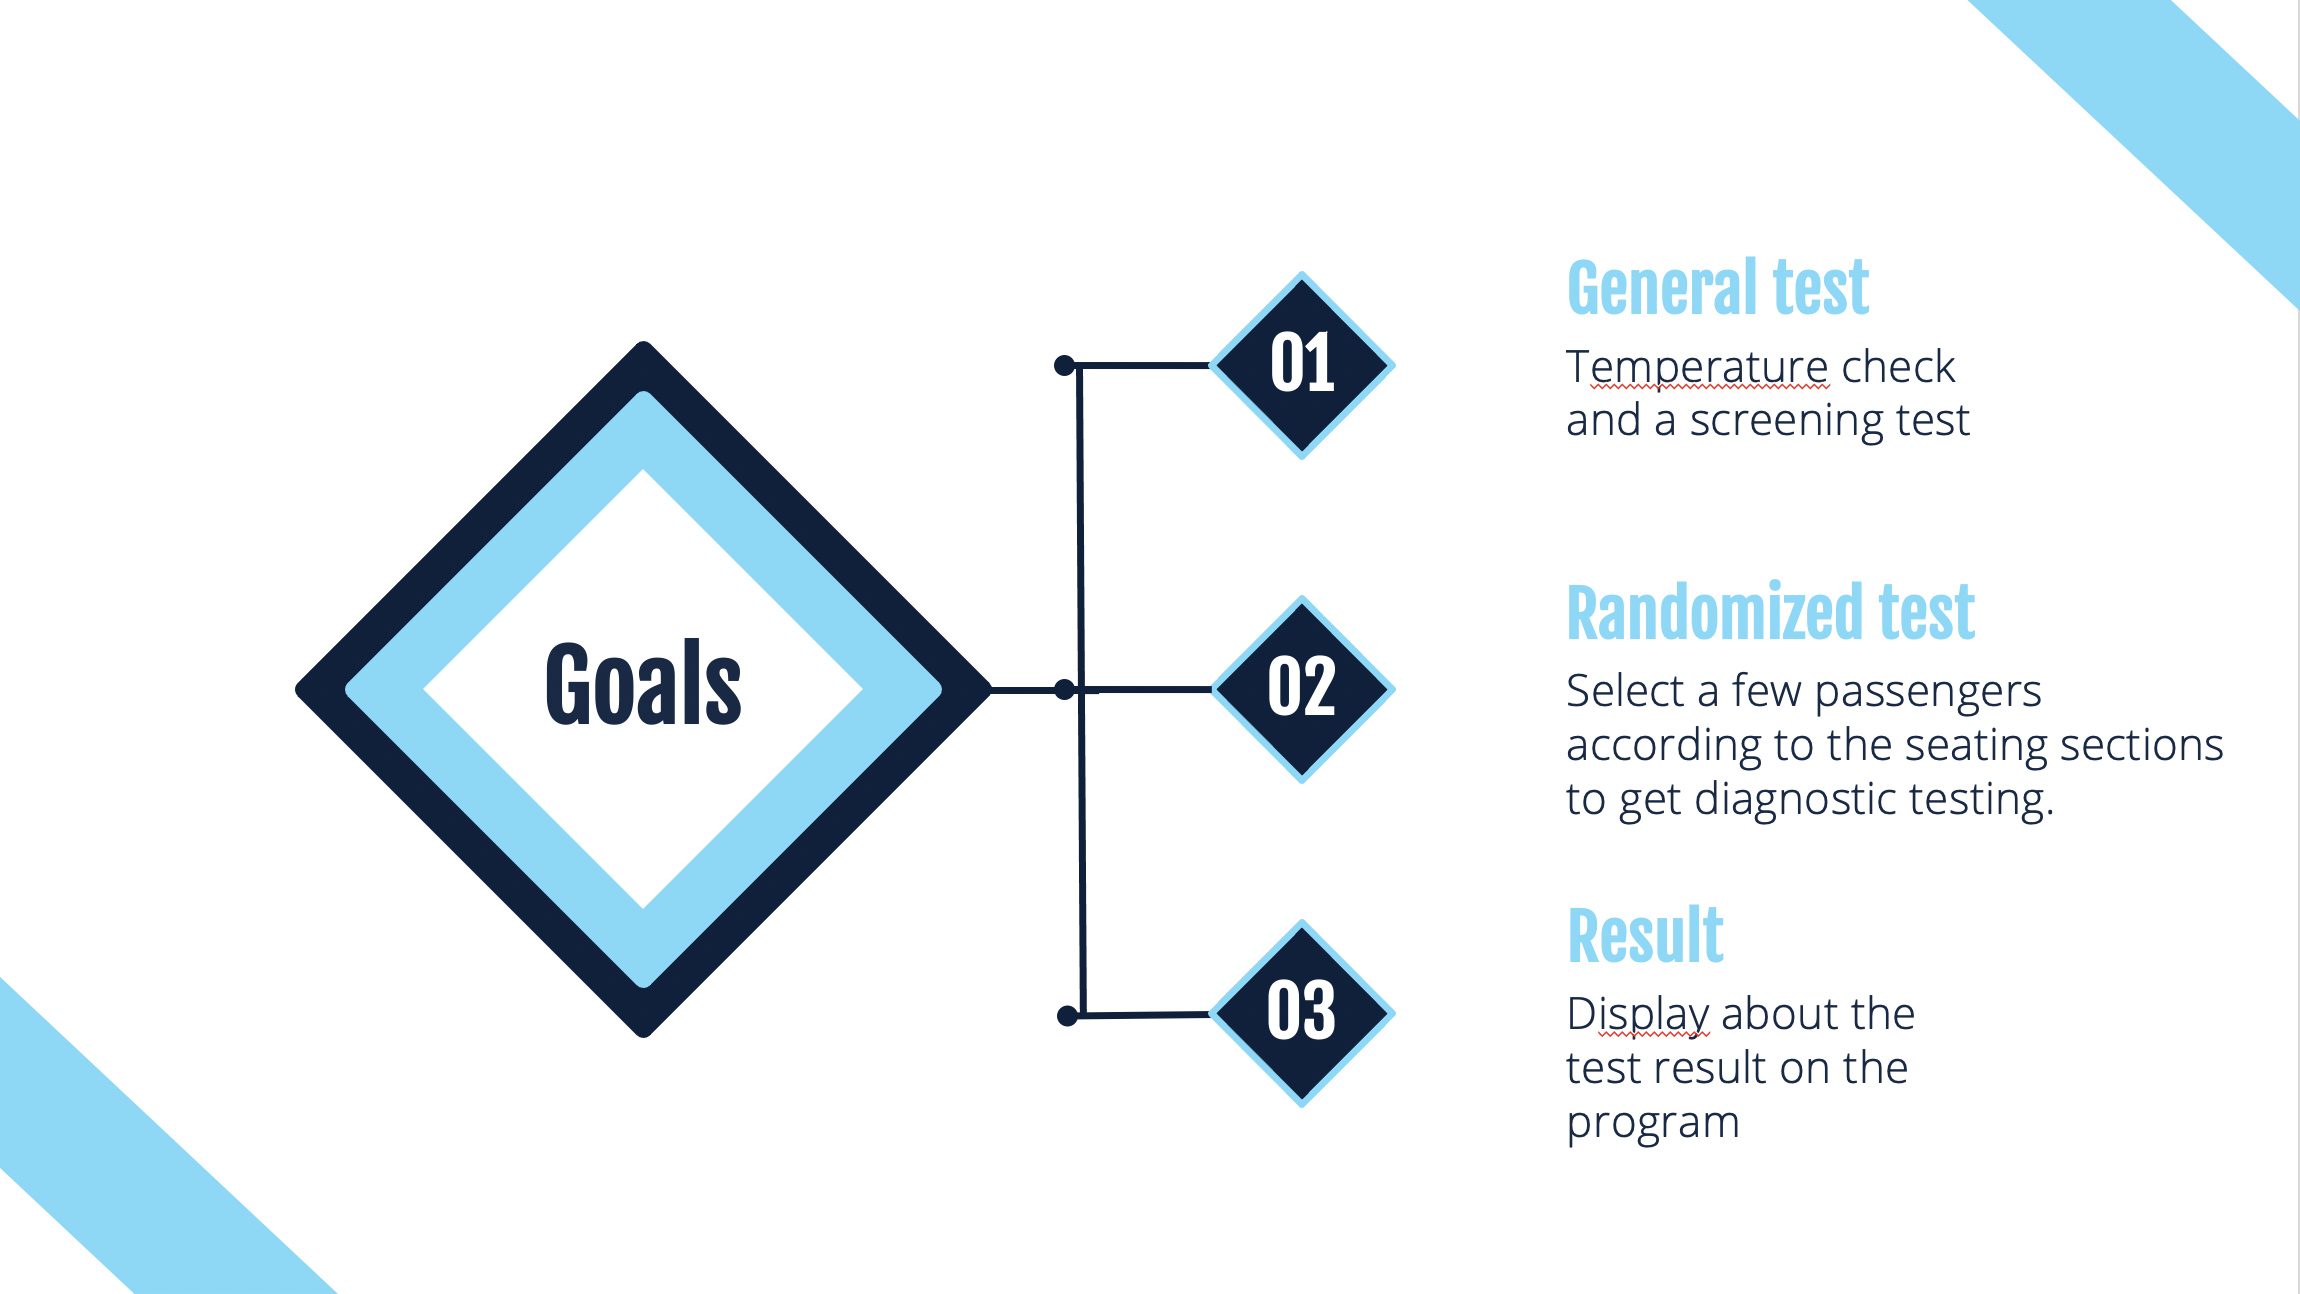 Goals
01
General test
Temperature check
and a screening test
02
Randomized test
Select a few passengers
according to the seating sections
to get diagnostic testing.
03
Result
Display about the
test result on the
program